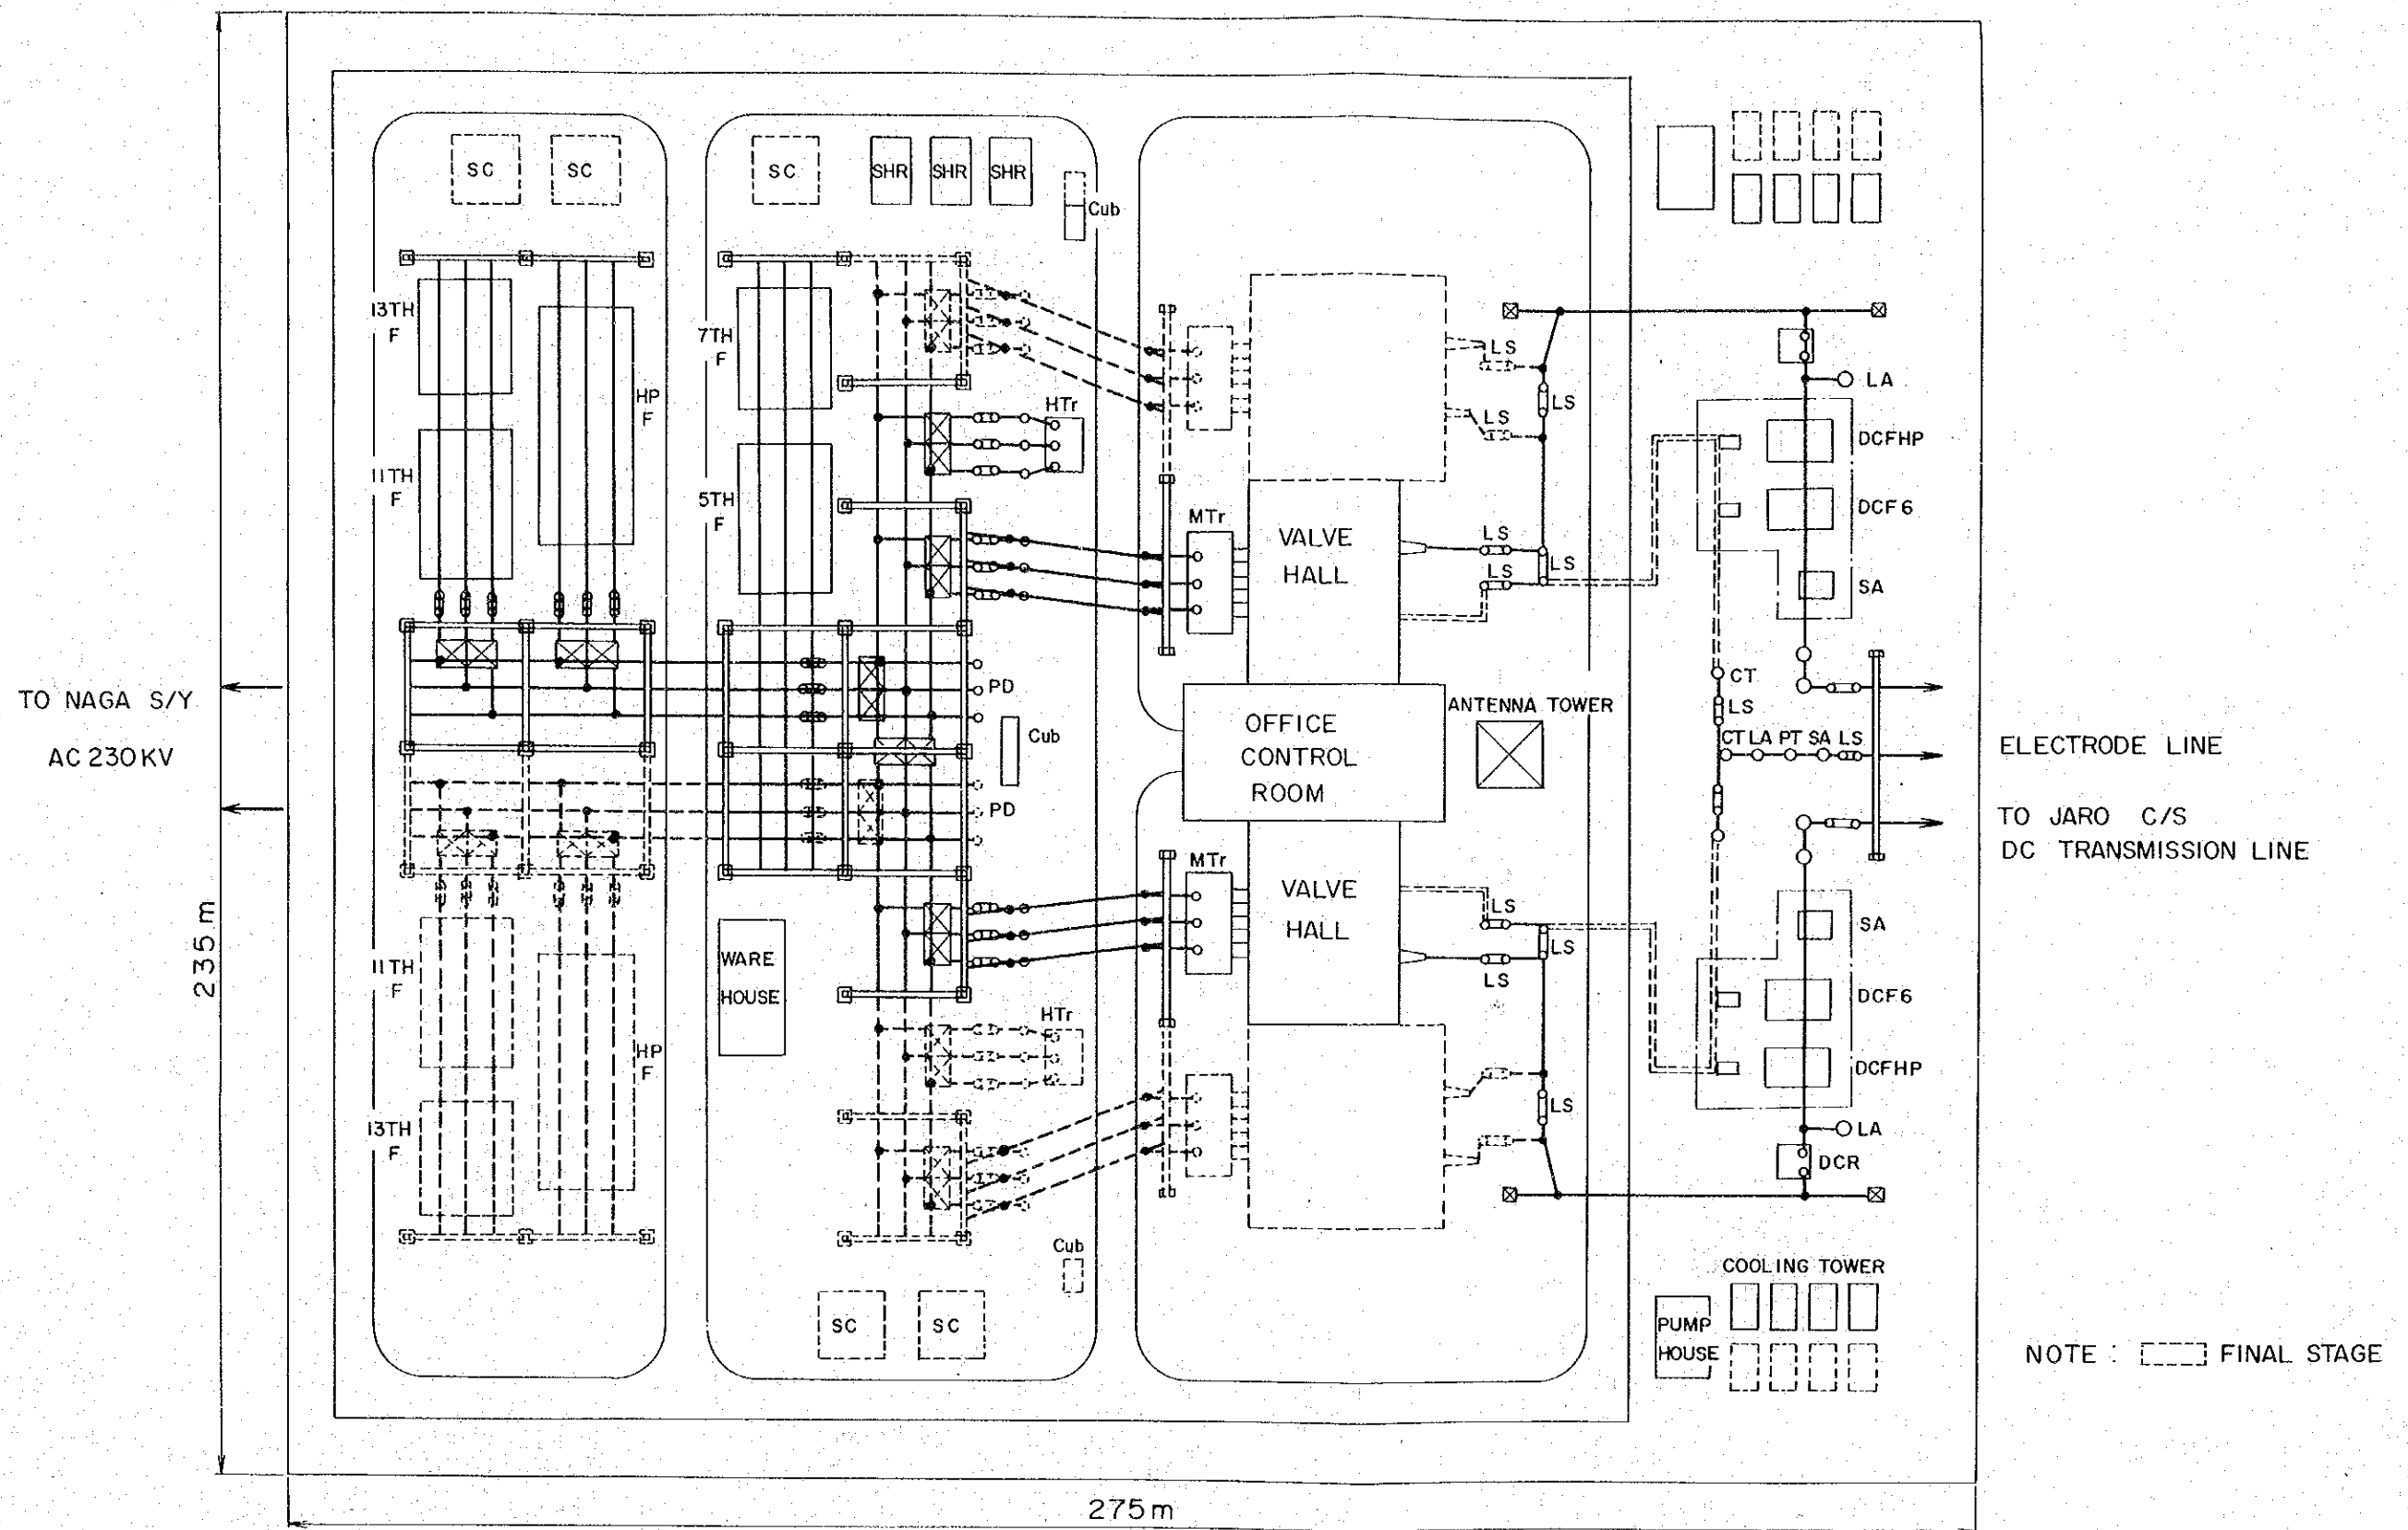 SC
SC
SC
SHR
SHR
SHR
Cub
13TH
F
HP
F
11TH
F
7TH
F
5TH
F
HTr
MTr
VALVE
HALL
LS
LS
LS
LS
LS
LS
LA
DCFHP
DCF6
SA
TO NAGA S/Y
AC 230KV
PD
PD
Cub
OFFICE
CONTROL
ROOM
ANTENNA TOWER
CT
LS
CT LA PT SA LS
ELECTRODE LINE
TO JARO C/S
DC TRANSMISSION LINE
235m
11TH
F
13TH
F
HP
F
WARE
HOUSE
HTr
MTr
VALVE
HALL
LS
LS
LS
LS
SA
DCF6
DCFHP
LA
DCR
Cub
SC
SC
COOLING TOWER
PUMP
HOUSE
NOTE : FINAL STAGE
275m